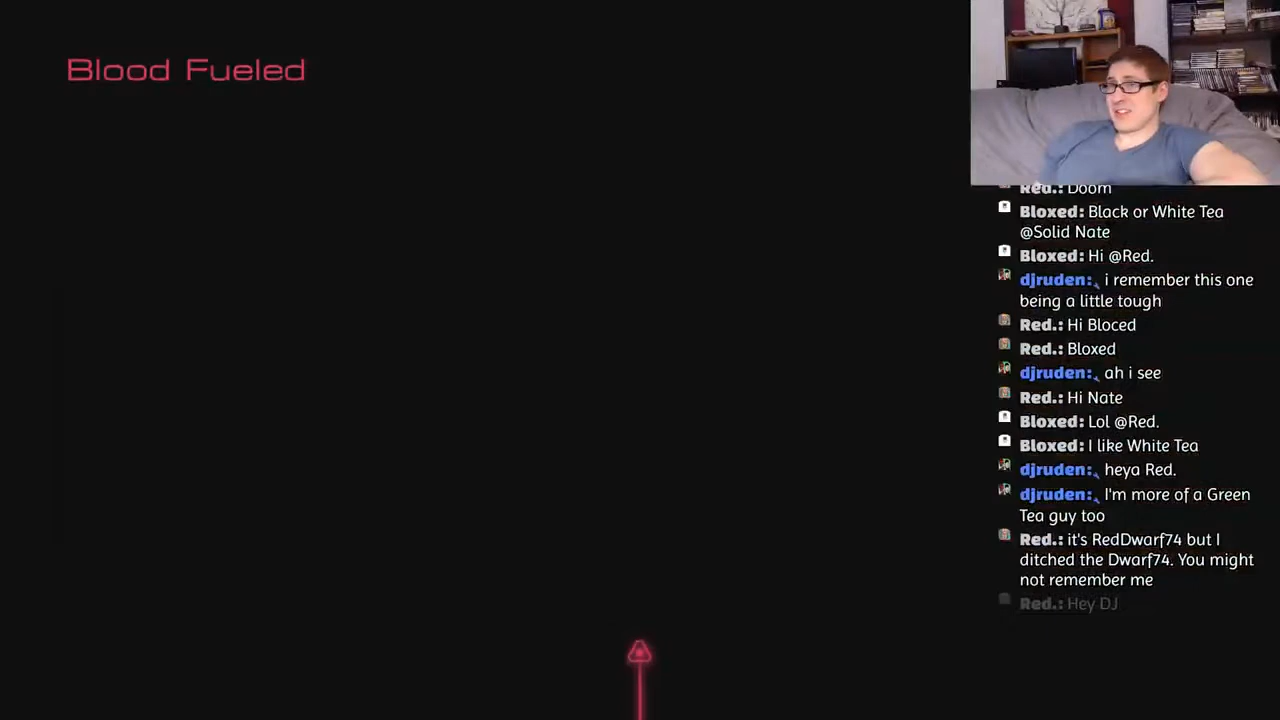 Blood Fueled
Red.: Doom
Bloxed: Black or White Tea
@Solid Nate
Bloxed: Hi @Red.
djruden: i remember this one
being a little tough
Red.: Hi Bloced
Red.: Bloxed
djruden: ah i see
Red.: Hi Nate
Bloxed: Lol @Red.
Bloxed: I like White Tea
djruden: heya Red.
djruden: I'm more of a Green
Tea guy too
Red.: it's RedDwarf74 but I
ditched the Dwarf74. You might
not remember me
Red.: Hey DJ